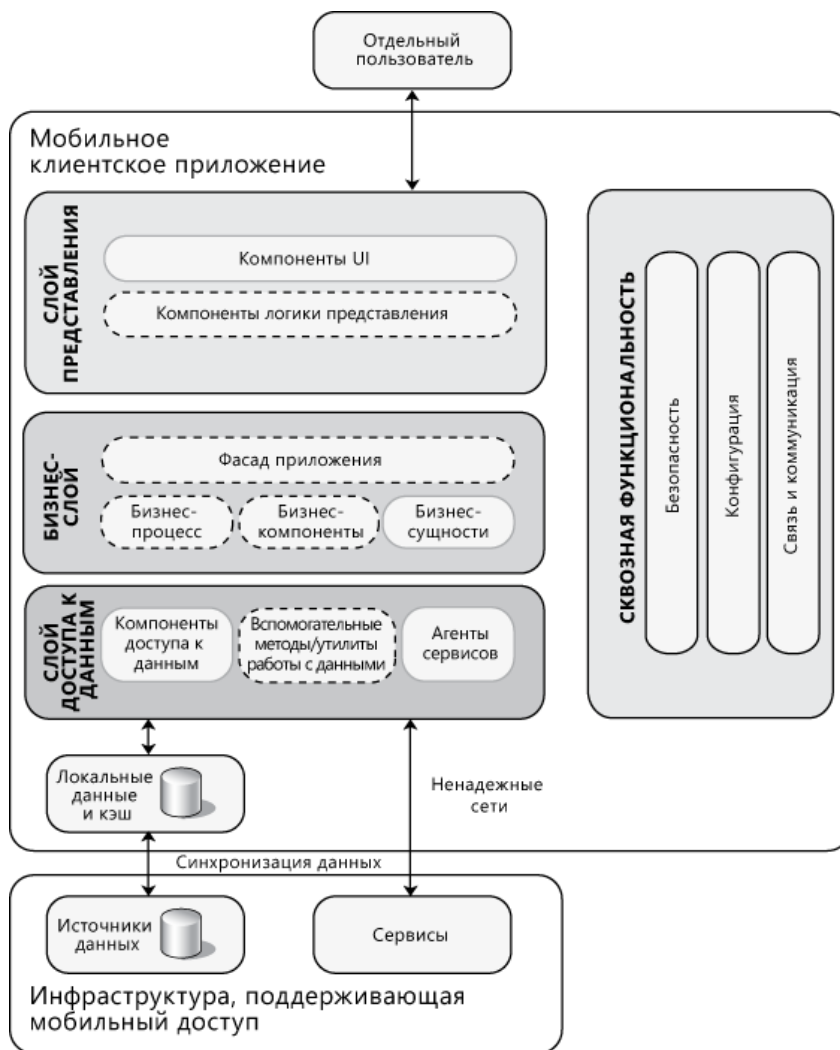 Отдельный
пользователь
Мобильное
клиентское приложение
СЛОЙ
ПРЕДСТАВЛЕНИЯ
Компоненты UI
Компоненты логики представления
БИЗНЕС-
СЛОЙ
Фасад приложения
Бизнес-
процесс
Бизнес-
компоненты
Бизнес-
сущности
СЛОЙ
ДОСТУПА К
ДАННЫМ
Компоненты
доступа к
данным
Вспомогательные
методы/утилиты
работы с данными
Агенты
сервисов
СКВОЗНАЯ ФУНКЦИОНАЛЬНОСТЬ
Безопасность
Конфигурация
Связь и коммуникация
Локальные
данные
и кэш
Ненадежные
сети
Синхронизация данных
Источники
данных
Сервисы
Инфраструктура, поддерживающая
мобильный доступ